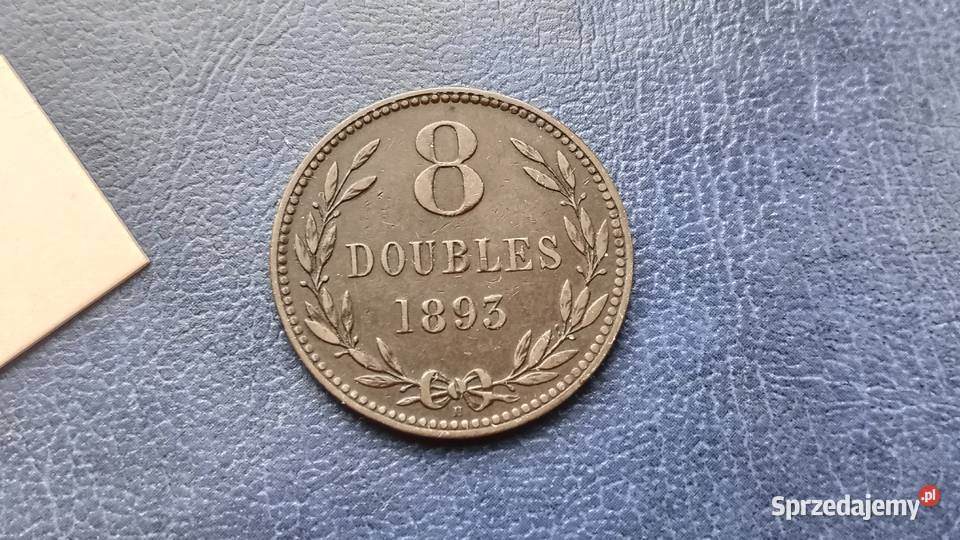 8
DOUBLES
1893
H
Sprzedajemy.pl